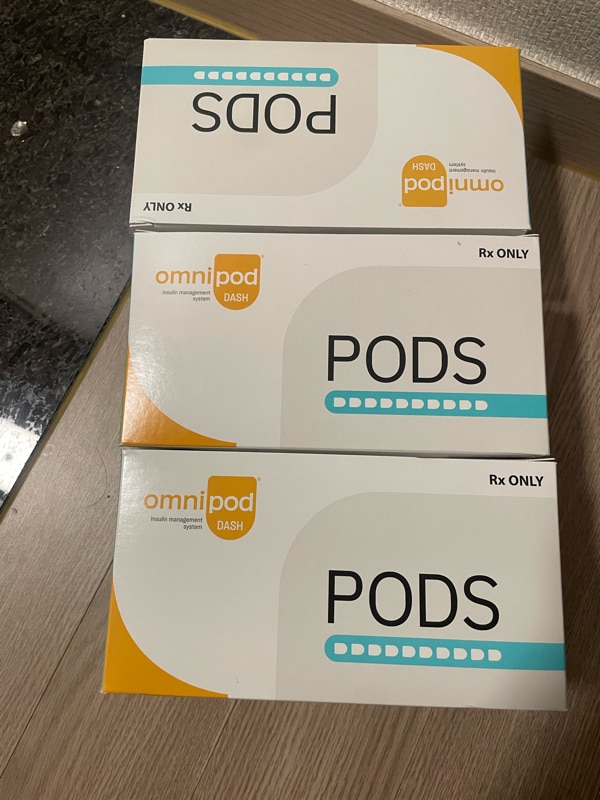 PODS
omnipod®
DASH
Insulin management
system
Rx ONLY
Rx ONLY
omnipod®
DASH
Insulin management
system
PODS
Rx ONLY
omnipod®
DASH
Insulin management
system
PODS